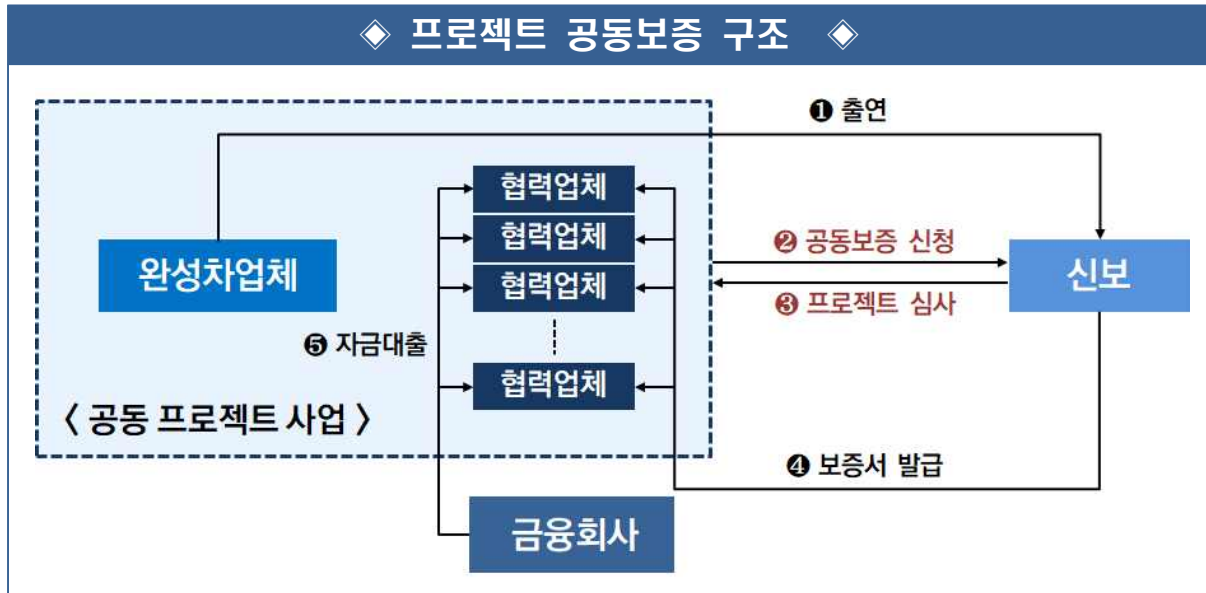 ◈ 프로젝트 공동보증 구조 ◈
❶ 출연
협력업체
협력업체
협력업체
협력업체
완성차업체
❷ 공동보증 신청
❸ 프로젝트 심사
신보
❺ 자금대출
〈 공동 프로젝트 사업 〉
❹ 보증서 발급
금융회사